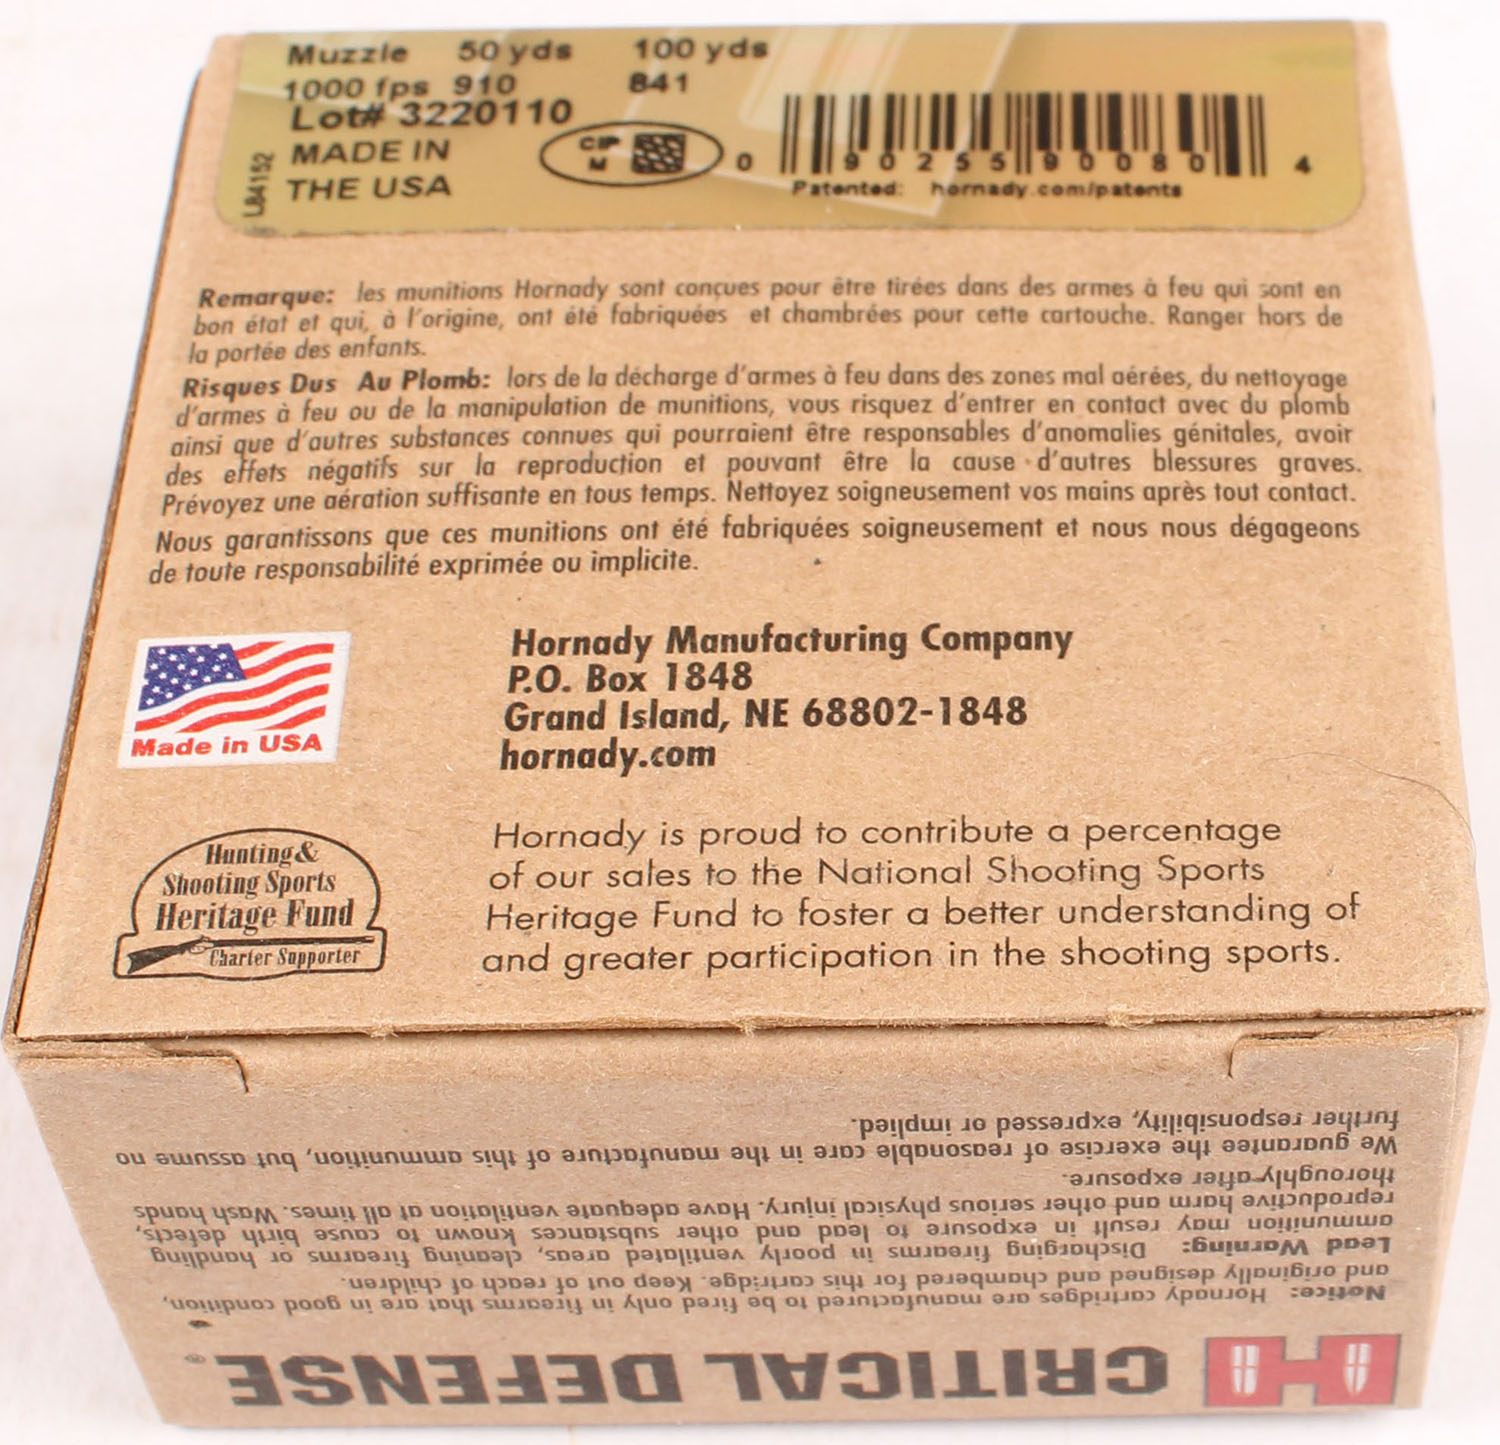 Muzzle 50 yds 100 yds
1000 fps 910 841
Lot# 3220110
MADE IN
THE USA
L84152
CIP
M
0 90255 90080 4
Patented: hornady.com/patents
Remarque: les munitions Hornady sont conçues pour être tirées dans des armes à feu qui sont en
bon état et qui, à l'origine, ont été fabriquées et chambrées pour cette cartouche. Ranger hors de
la portée des enfants.
Risques Dus Au Plomb: lors de la décharge d'armes à feu dans des zones mal aérées, du nettoyage
d'armes à feu ou de la manipulation de munitions, vous risquez d'entrer en contact avec du plomb
ainsi que d'autres substances connues qui pourraient être responsables d'anomalies génitales, avoir
des effets négatifs sur la reproduction et pouvant être la cause d'autres blessures graves.
Prévoyez une aération suffisante en tous temps. Nettoyez soigneusement vos mains après tout contact.
Nous garantissons que ces munitions ont été fabriquées soigneusement et nous nous dégageons
de toute responsabilité exprimée ou implicite.
Made in USA
Hornady Manufacturing Company
P.O. Box 1848
Grand Island, NE 68802-1848
hornady.com
Hunting &
Shooting Sports
Heritage Fund
Charter Supporter
Hornady is proud to contribute a percentage
of our sales to the National Shooting Sports
Heritage Fund to foster a better understanding of
and greater participation in the shooting sports.
H CRITICAL DEFENSE®
Notice: Hornady cartridges are manufactured to be fired only in firearms that are in good condition,
and originally designed and chambered for this cartridge. Keep out of reach of children.
Lead Warning: Discharging firearms in poorly ventilated areas, cleaning firearms or handling
ammunition may result in exposure to lead and other substances known to cause birth defects,
reproductive harm and other serious physical injury. Have adequate ventilation at all times. Wash hands
thoroughly after exposure.
We guarantee the exercise of reasonable care in the manufacture of this ammunition, but assume no
further responsibility, expressed or implied.